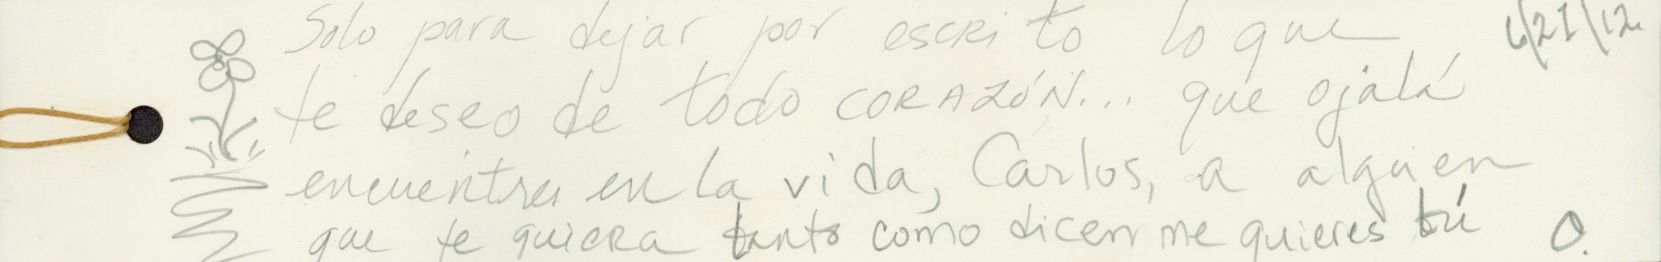 Solo para dejar por escrito lo que
6/21/12
te deseo de todo CORAZÓN... que ojalá
encuentres en la vida, Carlos, a alguien
que te quiera tanto como dicen me quieres tú
O.